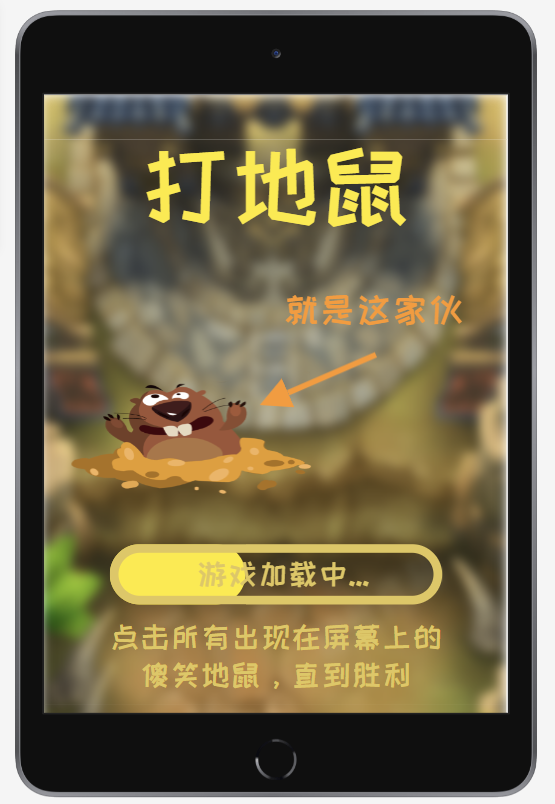 打地鼠
就是这家伙
游戏加载中...
点击所有出现在屏幕上的
傻笑地鼠，直到胜利